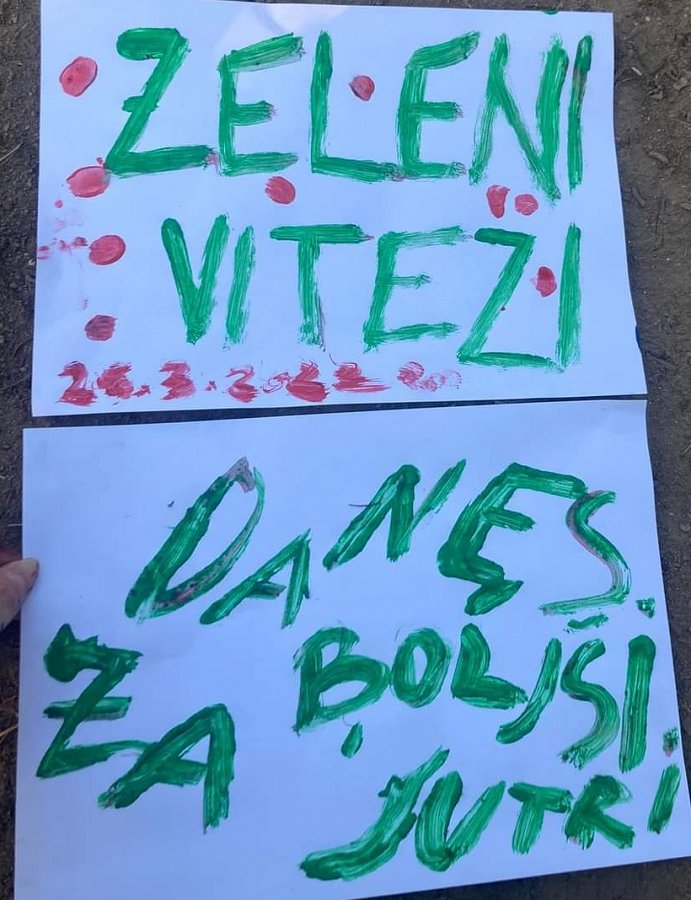 ZELENI
VITEZI
26.3.2022
DANES
ZA BOLJŠI
JUTRI